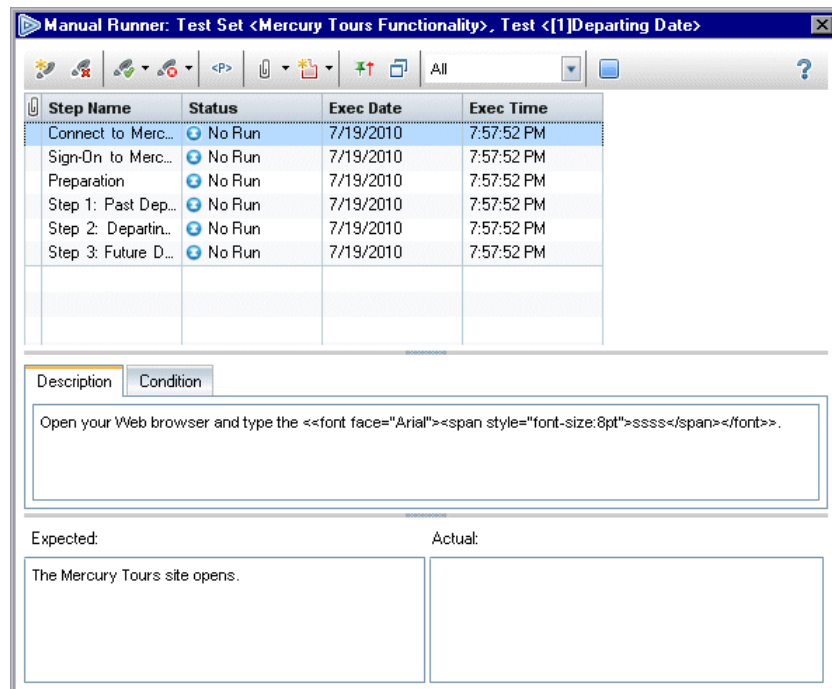 Manual Runner: Test Set <Mercury Tours Functionality>, Test <[1]Departing Date>
<P> All ?
Step Name Status Exec Date Exec Time
Connect to Merc... No Run 7/19/2010 7:57:52 PM
Sign-On to Merc... No Run 7/19/2010 7:57:52 PM
Preparation No Run 7/19/2010 7:57:52 PM
Step 1: Past Dep... No Run 7/19/2010 7:57:52 PM
Step 2: Departin... No Run 7/19/2010 7:57:52 PM
Step 3: Future D... No Run 7/19/2010 7:57:52 PM
Description Condition
Open your Web browser and type the <<font face="Arial"><span style="font-size:8pt">ssss</span></font>>.
Expected: Actual:
The Mercury Tours site opens.